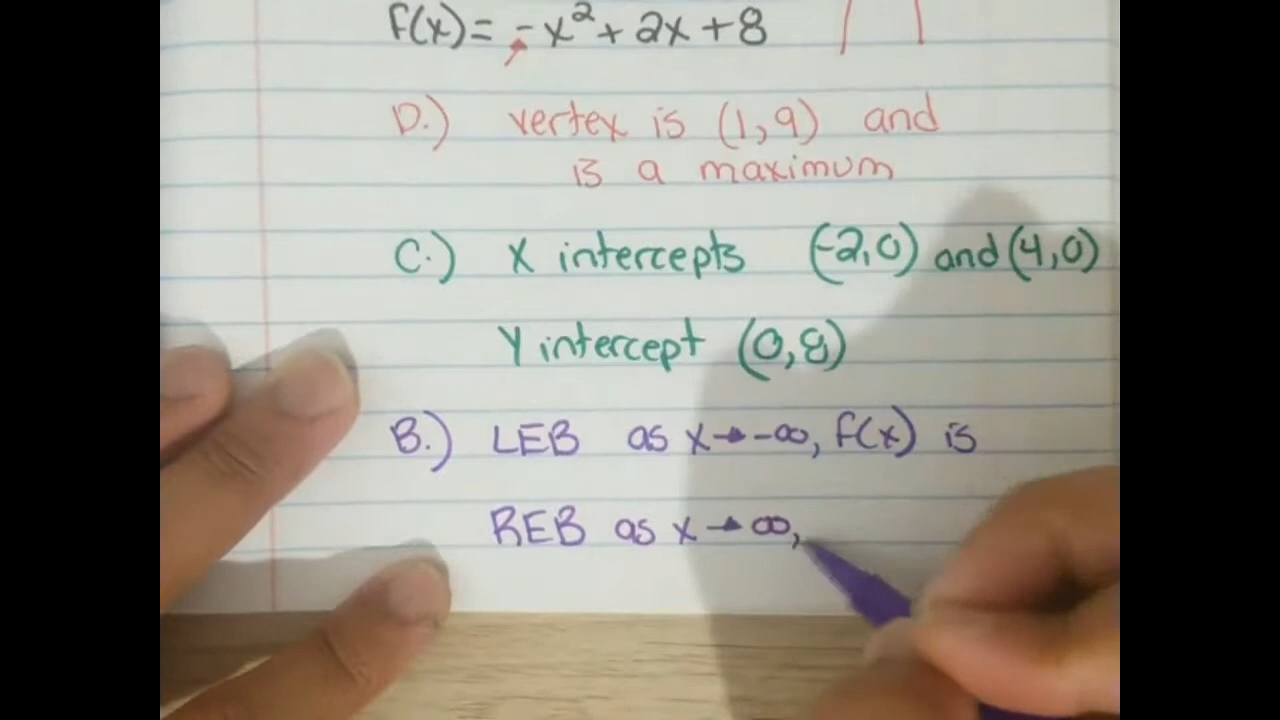 f(x) = -x² + 2x + 8
D.) vertex is (1,9) and
is a maximum
C.) X intercepts (-2,0) and (4,0)
Y intercept (0,8)
B.) LEB as x→-∞, f(x) is
REB as x→∞,